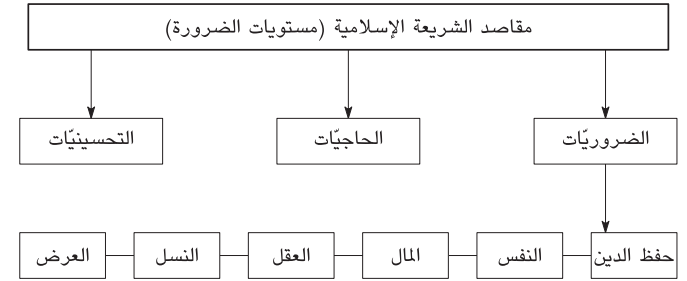 مقاصد الشريعة الإسلامية (مستويات الضرورة)
الضروريّات
الحاجيّات
التحسينيّات
حفظ الدين
النفس
المال
العقل
النسل
العرض